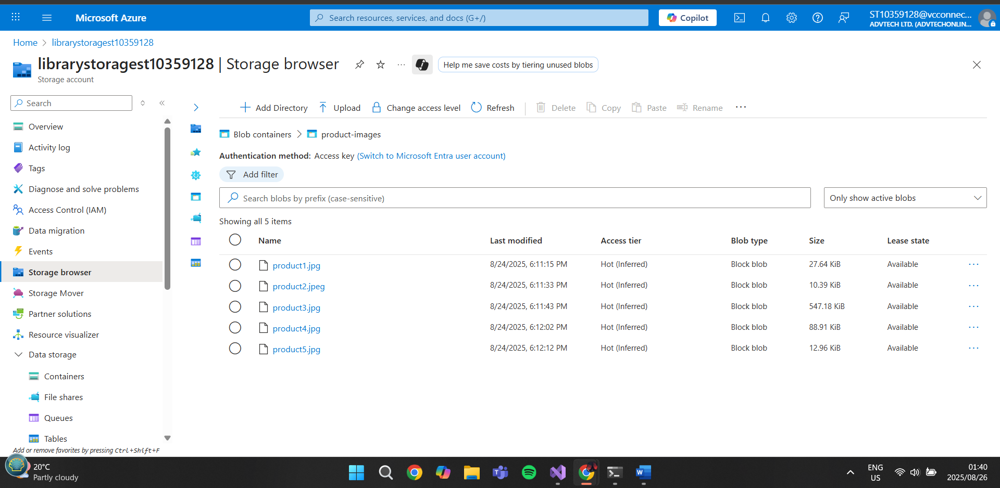 Microsoft Azure
Search resources, services, and docs (G+/)
Copilot
ST10359128@vcconnec...
ADVTECH LTD. (ADVTECHONLIN...
Home > librarystoragest10359128
librarystoragest10359128 | Storage browser
Storage account
Help me save costs by tiering unused blobs
Search
Overview
Activity log
Tags
Diagnose and solve problems
Access Control (IAM)
Data migration
Events
Storage browser
Storage Mover
Partner solutions
Resource visualizer
Data storage
Containers
File shares
Queues
Tables
Add or remove favorites by pressing Ctrl+Shift+F
Add Directory Upload Change access level Refresh Delete Copy Paste Rename
Blob containers > product-images
Authentication method: Access key (Switch to Microsoft Entra user account)
Add filter
Search blobs by prefix (case-sensitive)
Only show active blobs
Showing all 5 items
Name Last modified Access tier Blob type Size Lease state
product1.jpg 8/24/2025, 6:11:15 PM Hot (Inferred) Block blob 27.64 KiB Available
product2.jpeg 8/24/2025, 6:11:33 PM Hot (Inferred) Block blob 10.39 KiB Available
product3.jpg 8/24/2025, 6:11:43 PM Hot (Inferred) Block blob 547.18 KiB Available
product4.jpg 8/24/2025, 6:12:02 PM Hot (Inferred) Block blob 88.91 KiB Available
product5.jpg 8/24/2025, 6:12:12 PM Hot (Inferred) Block blob 12.96 KiB Available
20°C
Partly cloudy
ENG
US
01:40
2025/08/26